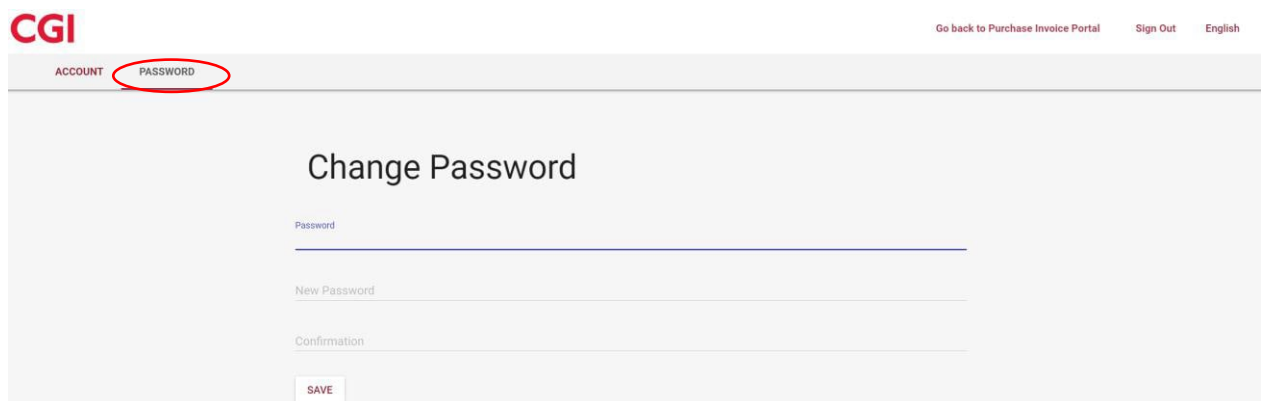 CGI
Go back to Purchase Invoice Portal Sign Out English
ACCOUNT PASSWORD
Change Password
Password
New Password
Confirmation
SAVE